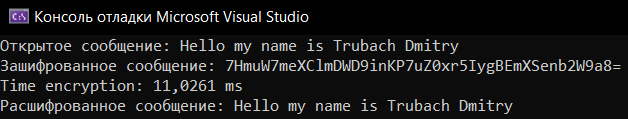 Консоль отладки Microsoft Visual Studio
Открытое сообщение: Hello my name is Trubach Dmitry
Зашифрованное сообщение: 7HmuW7meXClmDWD9inKP7uZ0xr5IygBEmXSenb2W9a8=
Time encryption: 11,0261 ms
Расшифрованное сообщение: Hello my name is Trubach Dmitry